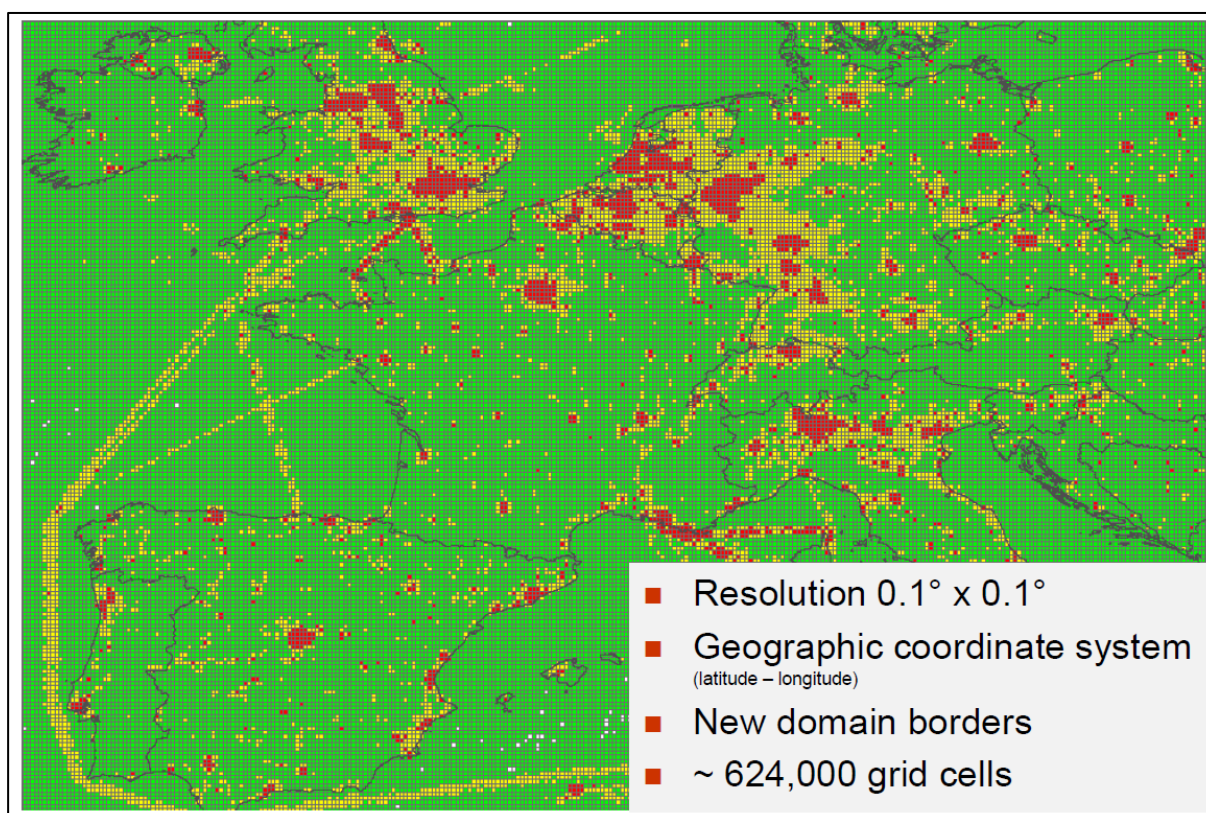 Resolution 0.1° x 0.1°
Geographic coordinate system
(latitude – longitude)
New domain borders
~ 624,000 grid cells